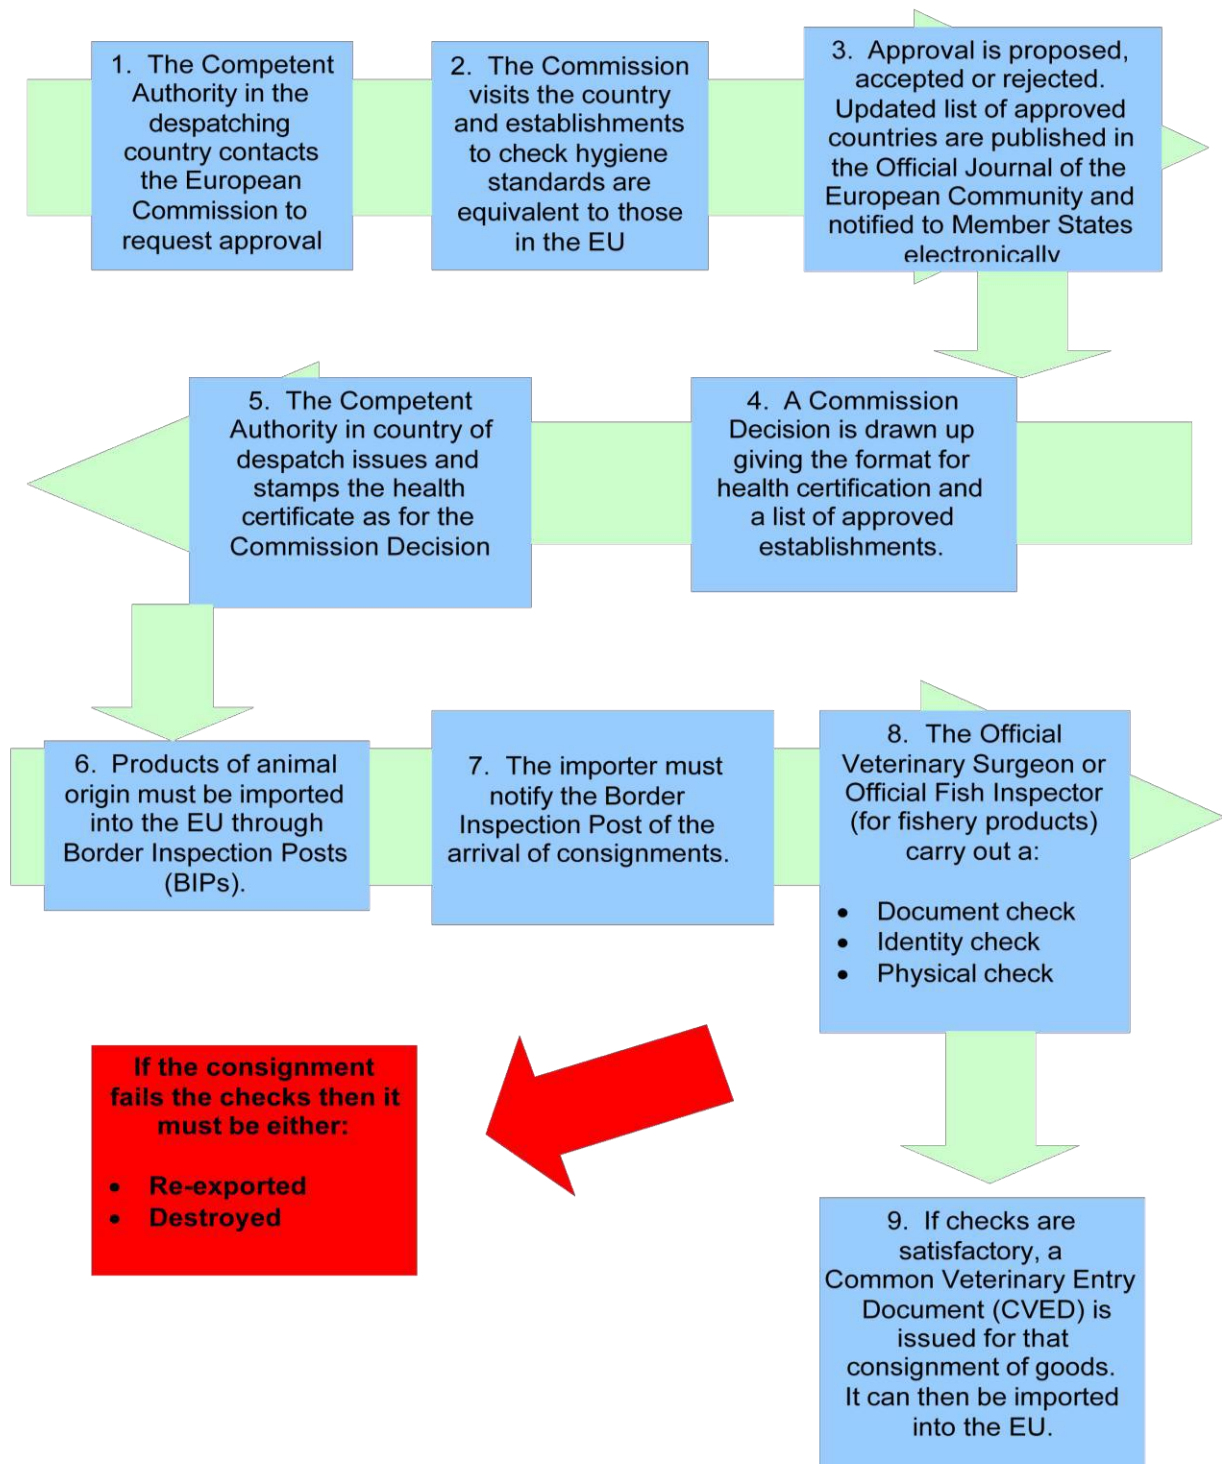 1. The Competent
Authority in the
despatching
country contacts
the European
Commission to
request approval
2. The Commission
visits the country
and establishments
to check hygiene
standards are
equivalent to those
in the EU
3. Approval is proposed,
accepted or rejected.
Updated list of approved
countries are published in
the Official Journal of the
European Community and
notified to Member States
electronically
4. A Commission
Decision is drawn up
giving the format for
health certification and
a list of approved
establishments.
5. The Competent
Authority in country of
despatch issues and
stamps the health
certificate as for the
Commission Decision
6. Products of animal
origin must be imported
into the EU through
Border Inspection Posts
(BIPs).
7. The importer must
notify the Border
Inspection Post of the
arrival of consignments.
8. The Official
Veterinary Surgeon or
Official Fish Inspector
(for fishery products)
carry out a:
• Document check
• Identity check
• Physical check
If the consignment
fails the checks then it
must be either:
• Re-exported
• Destroyed
9. If checks are
satisfactory, a
Common Veterinary Entry
Document (CVED) is
issued for that
consignment of goods.
It can then be imported
into the EU.